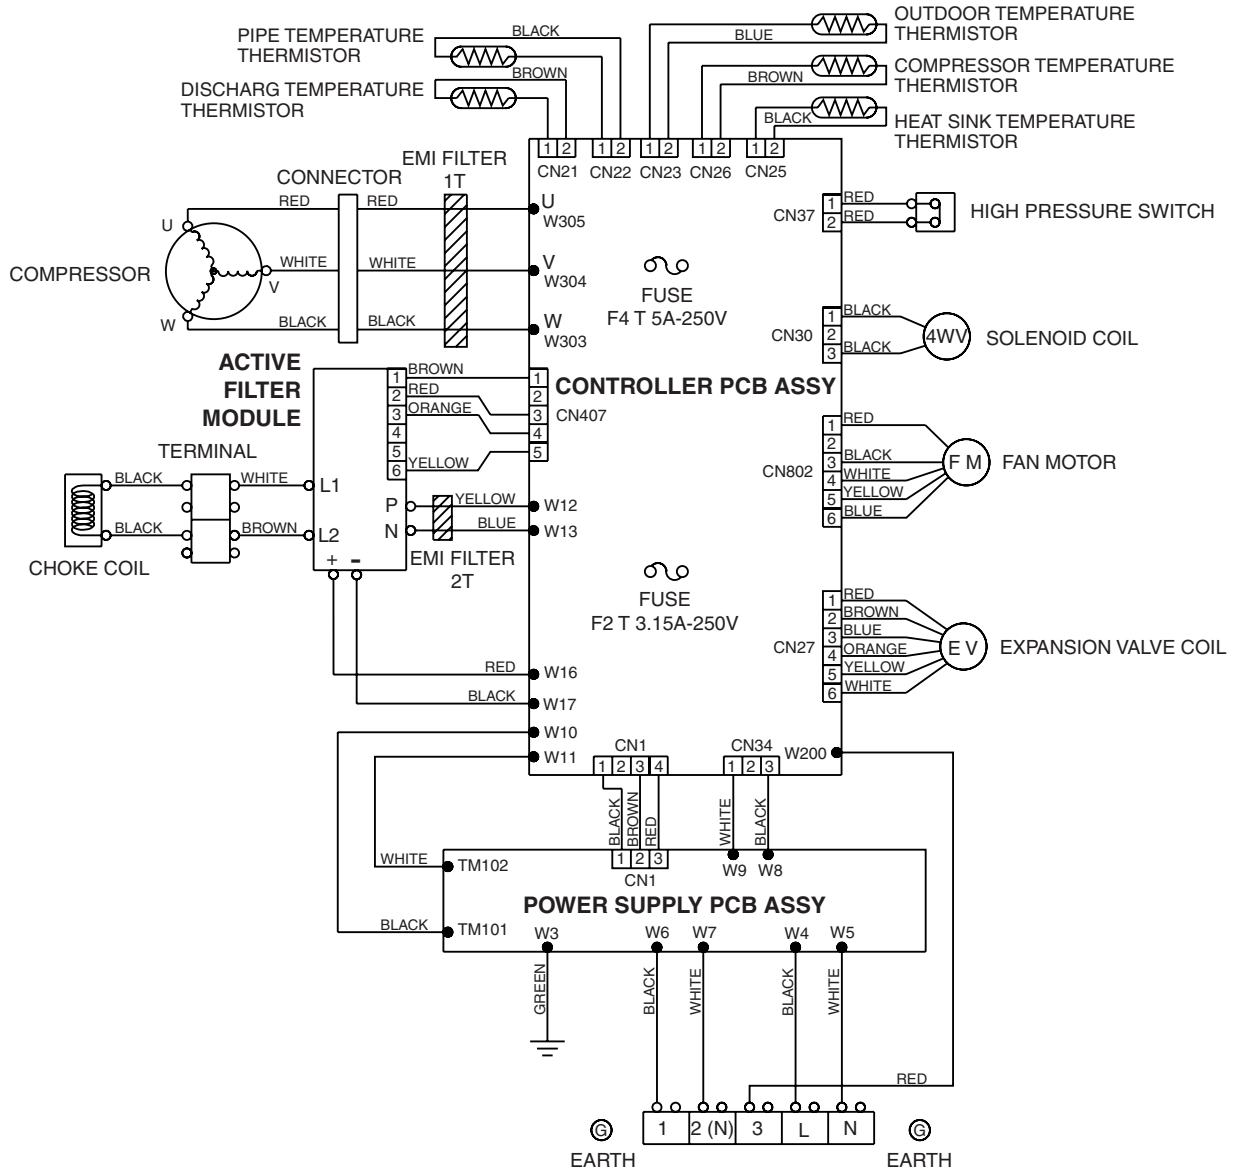 PIPE TEMPERATURE
THERMISTOR
BLACK
DISCHARG TEMPERATURE
THERMISTOR
BROWN
BLUE
OUTDOOR TEMPERATURE
THERMISTOR
BROWN
COMPRESSOR TEMPERATURE
THERMISTOR
BLACK
HEAT SINK TEMPERATURE
THERMISTOR
1 2 1 2 1 2 1 2 1 2
CN21 CN22 CN23 CN26 CN25
EMI FILTER
1T
CONNECTOR
RED RED
U
U
W305
WHITE WHITE
V
V
W304
COMPRESSOR
W
BLACK BLACK
W
W303
CN37
1 RED
2 RED
HIGH PRESSURE SWITCH
FUSE
F4 T 5A-250V
CN30
1 BLACK
2
3 BLACK
4WV
SOLENOID COIL
ACTIVE
FILTER
MODULE
1 BROWN 1
2 RED 2
3 ORANGE 3
4 4
5 5
6 YELLOW
CN407
CONTROLLER PCB ASSY
TERMINAL
BLACK WHITE L1
BLACK BROWN L2
CHOKE COIL
P YELLOW W12
N BLUE W13
EMI FILTER
2T
+ -
CN802
1 RED
2
3 BLACK
4 WHITE
5 YELLOW
6 BLUE
F M
FAN MOTOR
FUSE
F2 T 3.15A-250V
CN27
1 RED
2 BROWN
3 BLUE
4 ORANGE
5 YELLOW
6 WHITE
E V
EXPANSION VALVE COIL
RED W16
BLACK W17
W10
W11
CN1
1 2 3 4
CN34
1 2 3
W200
BLACK
BROWN
RED
WHITE
BLACK
1 2 3
CN1
W9 W8
WHITE TM102
POWER SUPPLY PCB ASSY
BLACK TM101
W3 W6 W7 W4 W5
GREEN
BLACK
WHITE
BLACK
WHITE
RED
G
EARTH
1 2 (N) 3 L N
G
EARTH